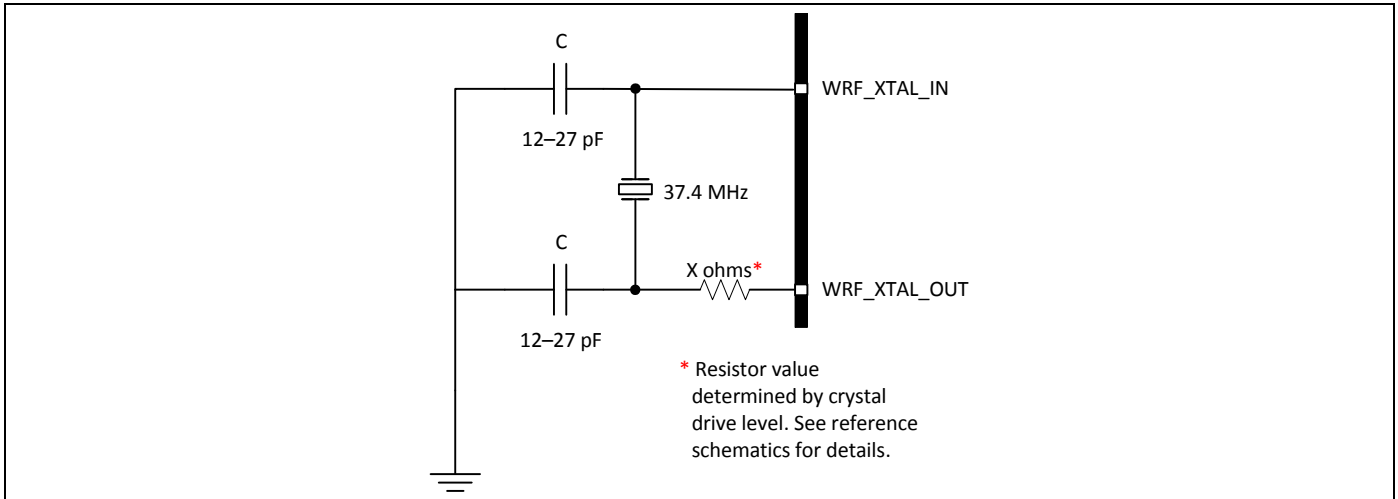 C
WRF_XTAL_IN
12–27 pF
37.4 MHz
C
X ohms*
WRF_XTAL_OUT
12–27 pF
* Resistor value
determined by crystal
drive level. See reference
schematics for details.